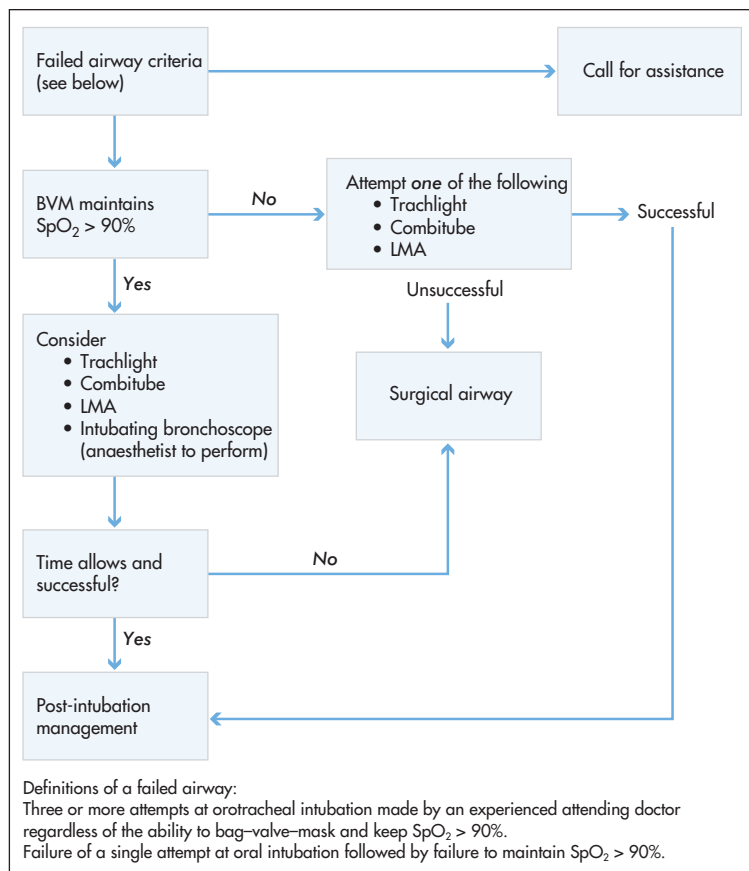 Failed airway criteria
(see below)
Call for assistance
BVM maintains
SpO₂ > 90%
No
Attempt one of the following
• Trachlight
• Combitube
• LMA
Successful
Yes
Unsuccessful
Consider
• Trachlight
• Combitube
• LMA
• Intubating bronchoscope
(anaesthetist to perform)
Surgical airway
Time allows and
successful?
No
Yes
Post-intubation
management
Definitions of a failed airway:
Three or more attempts at orotracheal intubation made by an experienced attending doctor
regardless of the ability to bag–valve–mask and keep SpO₂ > 90%.
Failure of a single attempt at oral intubation followed by failure to maintain SpO₂ > 90%.